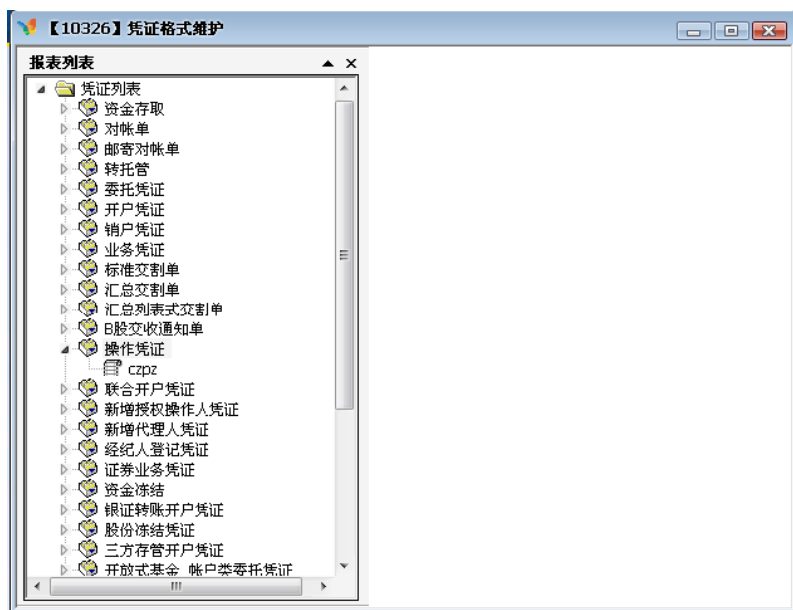 【10326】凭证格式维护
报表列表
凭证列表
资金存取
对帐单
邮寄对帐单
转托管
委托凭证
开户凭证
销户凭证
业务凭证
标准交割单
汇总交割单
汇总列表式交割单
B股交收通知单
操作凭证
czpz
联合开户凭证
新增授权操作人凭证
新增代理人凭证
经纪人登记凭证
证券业务凭证
资金冻结
银证转账开户凭证
股份冻结凭证
三方存管开户凭证
开放式基金_帐户类委托凭证